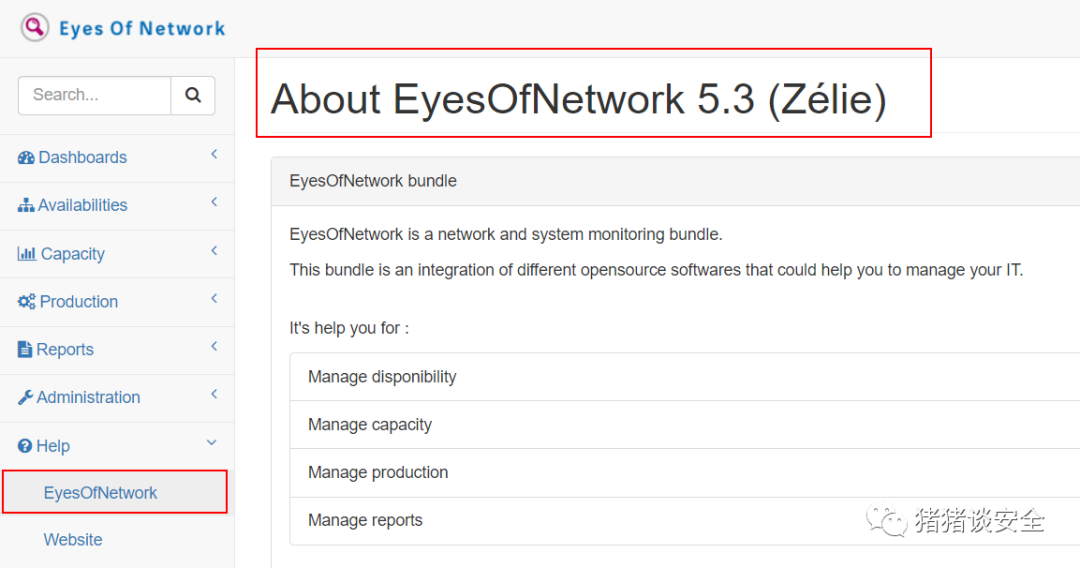 Eyes Of Network
Search...
Dashboards
Availabilities
Capacity
Production
Reports
Administration
Help
EyesOfNetwork
Website
About EyesOfNetwork 5.3 (Zélie)
EyesOfNetwork bundle
EyesOfNetwork is a network and system monitoring bundle.
This bundle is an integration of different opensource softwares that could help you to manage your IT.
It's help you for :
Manage disponibility
Manage capacity
Manage production
Manage reports
猪猪谈安全